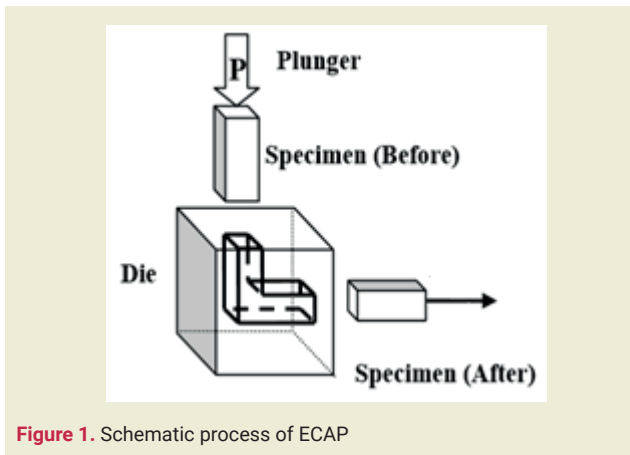 P
Plunger
Specimen (Before)
Die
Specimen (After)
Figure 1. Schematic process of ECAP